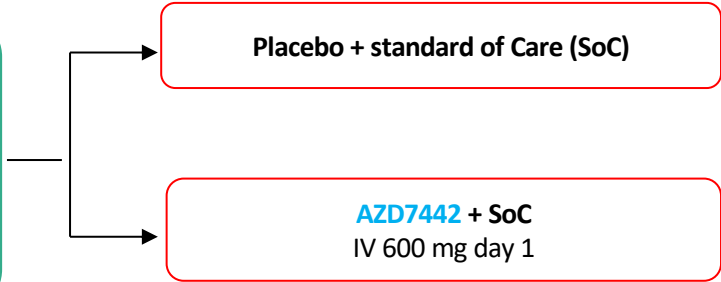 Placebo + standard of Care (SoC)
AZD7442 + SoC
IV 600 mg day 1